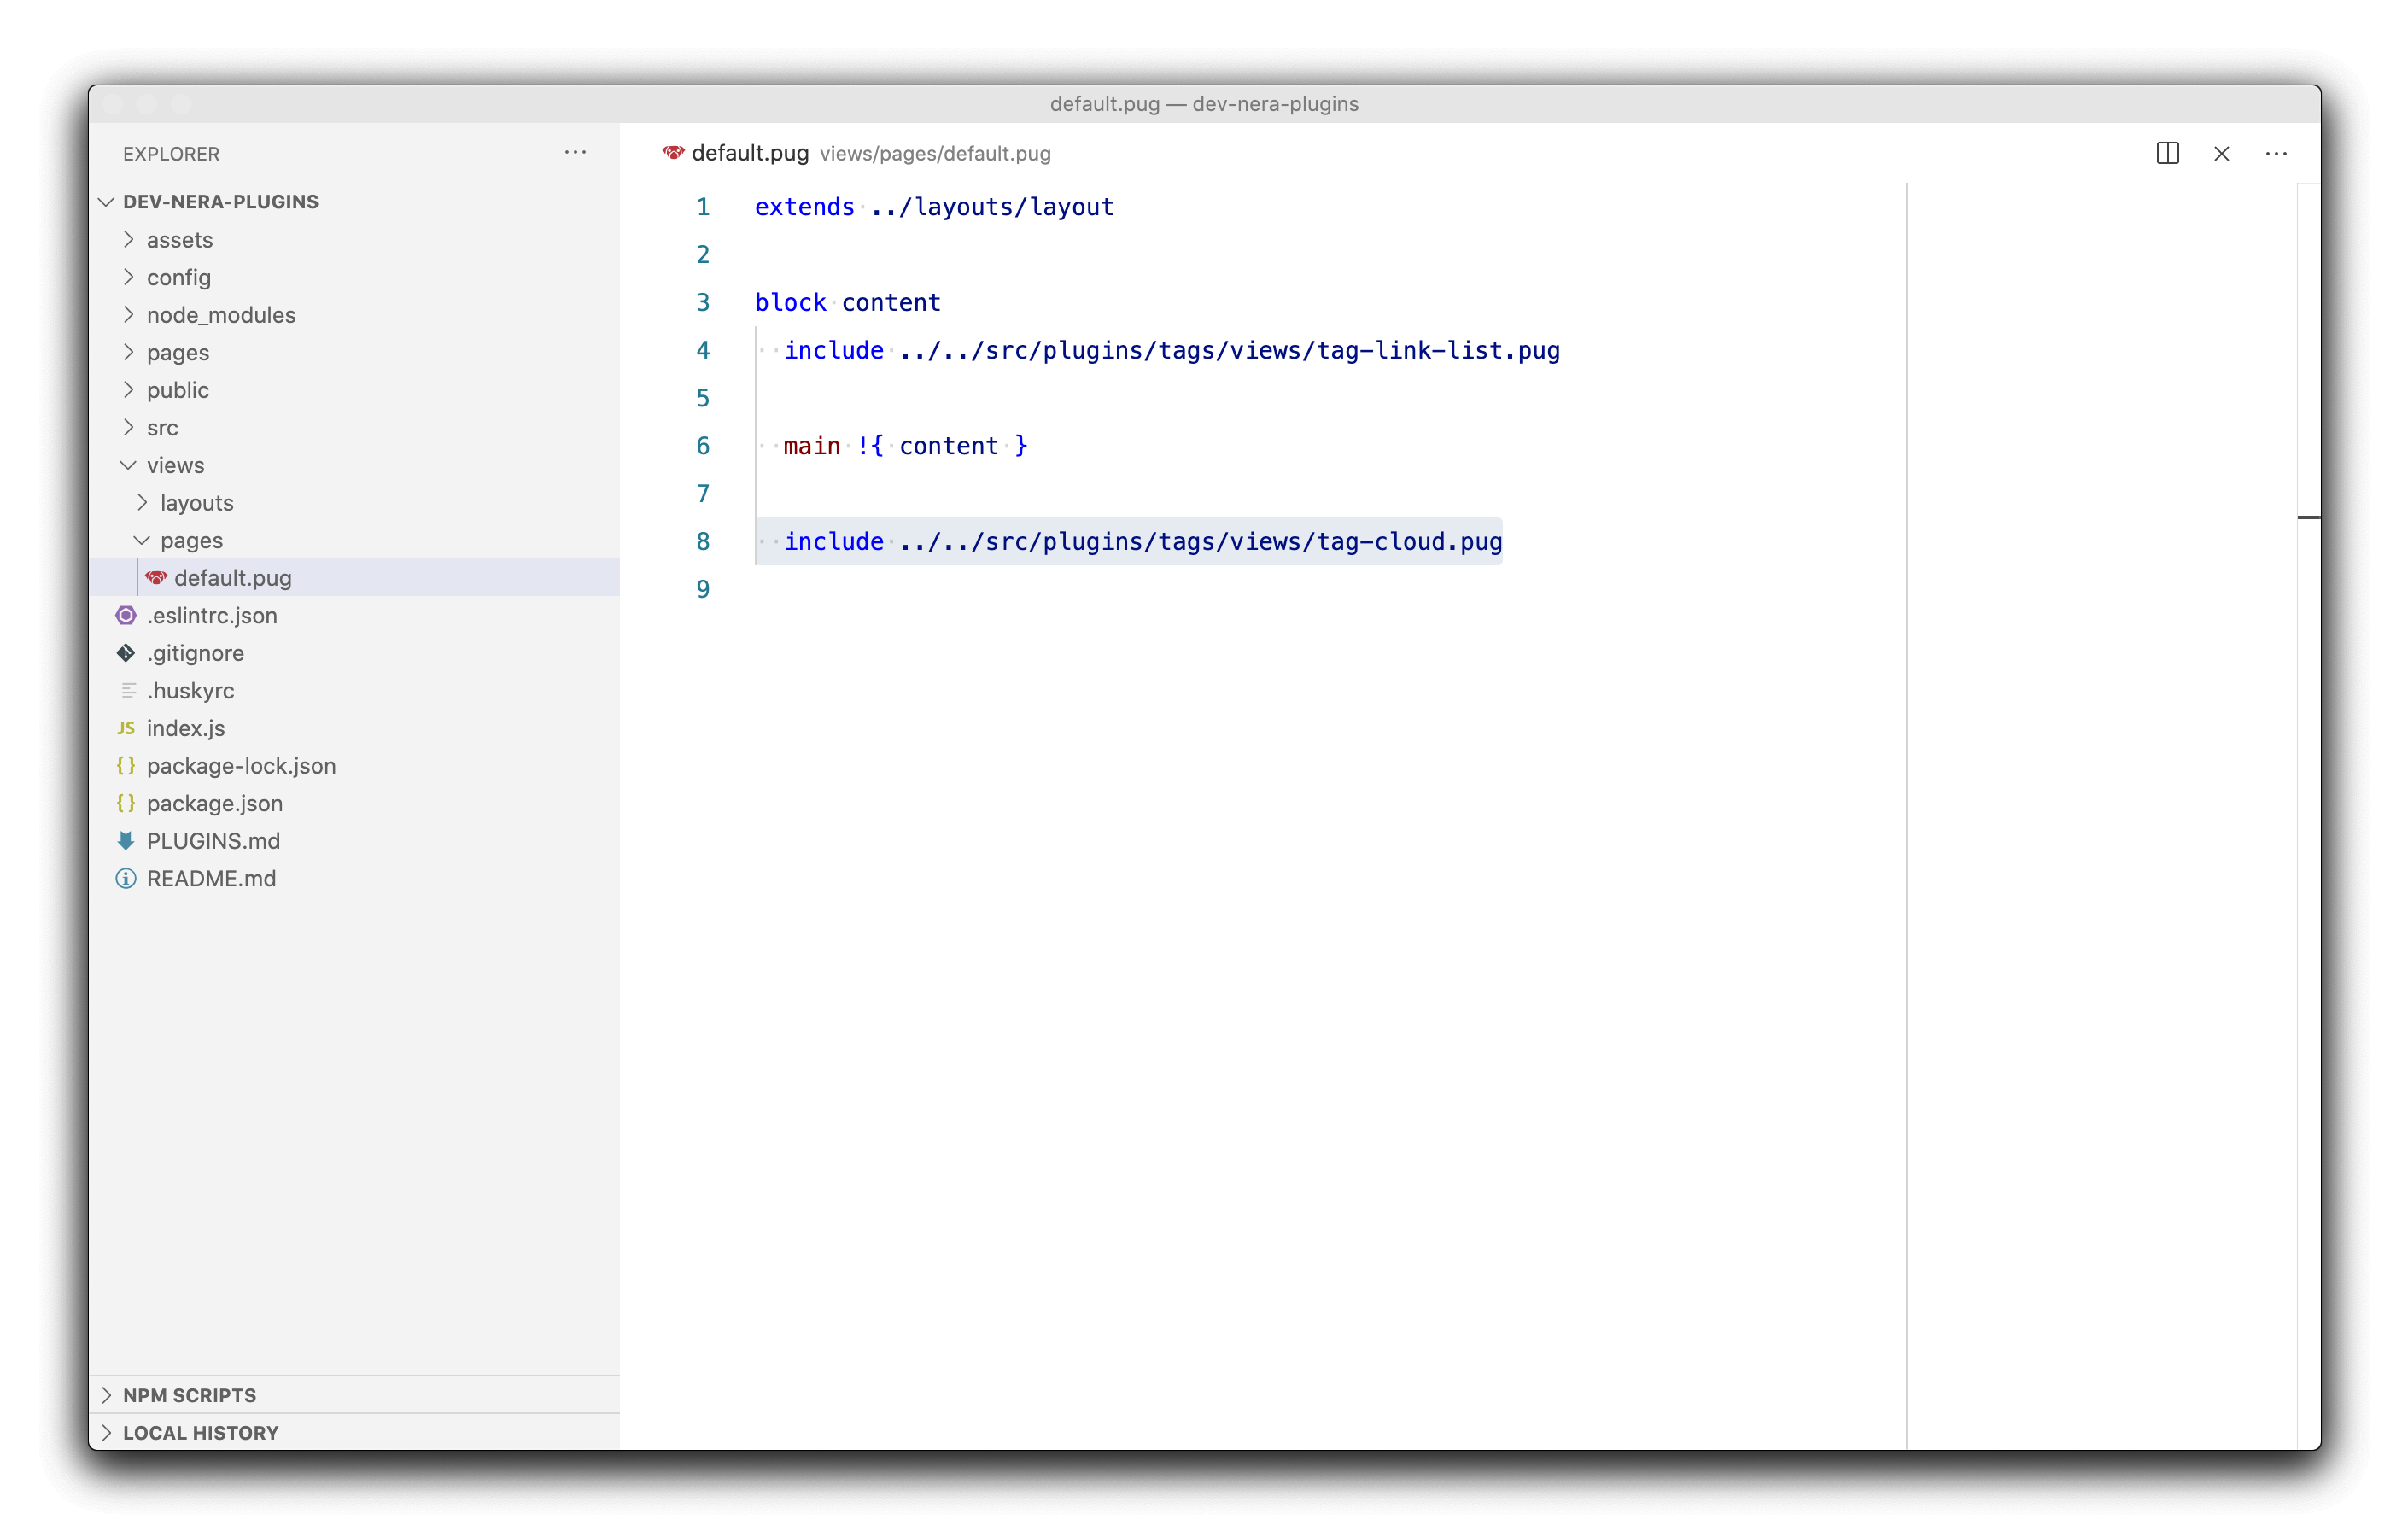 default.pug — dev-nera-plugins
EXPLORER
DEV-NERA-PLUGINS
assets
config
node_modules
pages
public
src
views
layouts
pages
default.pug
.eslintrc.json
.gitignore
.huskyrc
JS index.js
{} package-lock.json
{} package.json
PLUGINS.md
README.md
NPM SCRIPTS
LOCAL HISTORY
default.pug views/pages/default.pug
1 extends ../layouts/layout
2
3 block content
4 include ../../src/plugins/tags/views/tag-link-list.pug
5
6 main !{ content }
7
8 include ../../src/plugins/tags/views/tag-cloud.pug
9